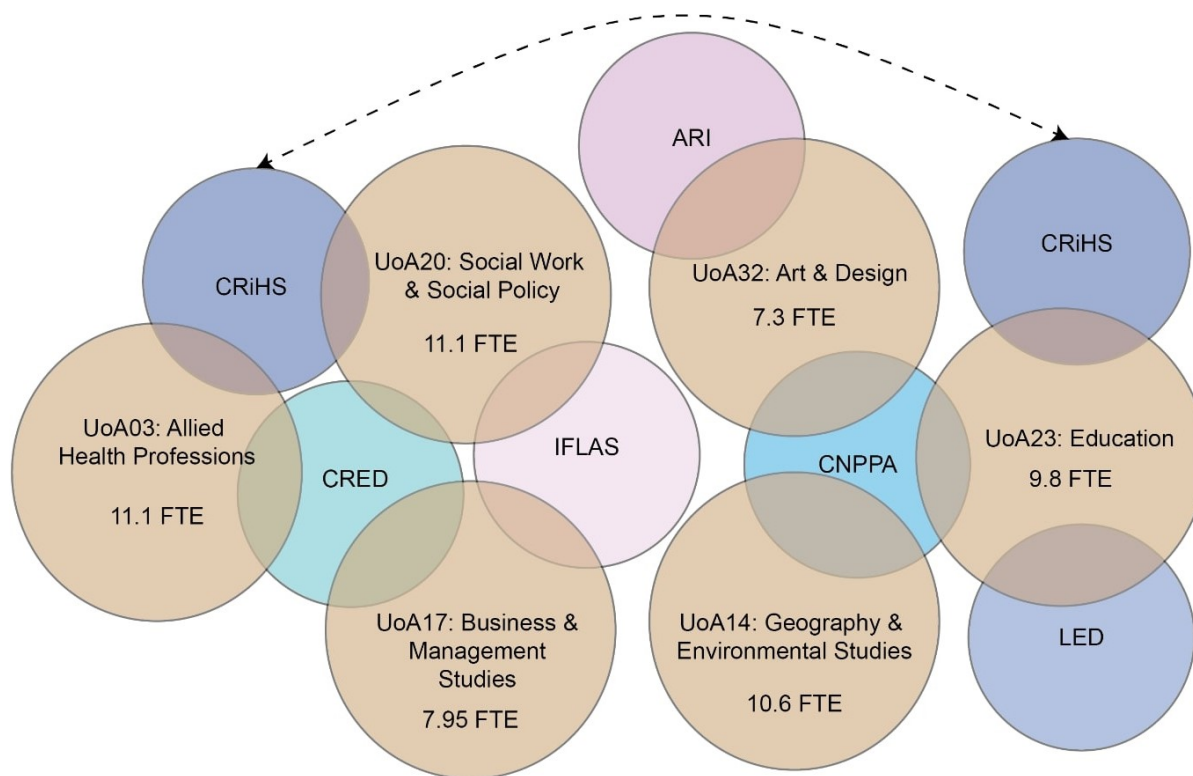 ARI
CRiHS
UoA20: Social Work
& Social Policy
11.1 FTE
UoA32: Art & Design
7.3 FTE
CRiHS
UoA03: Allied
Health Professions
11.1 FTE
CRED
IFLAS
CNPPA
UoA23: Education
9.8 FTE
UoA17: Business &
Management
Studies
7.95 FTE
UoA14: Geography &
Environmental Studies
10.6 FTE
LED